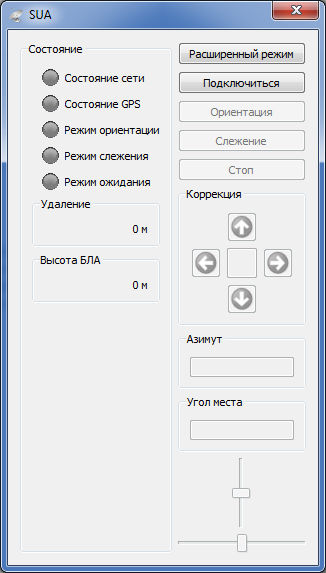 SUA
Состояние
Состояние сети
Состояние GPS
Режим ориентации
Режим слежения
Режим ожидания
Удаление
0 м
Высота БЛА
0 м
Расширенный режим
Подключиться
Ориентация
Слежение
Стоп
Коррекция
Азимут
Угол места